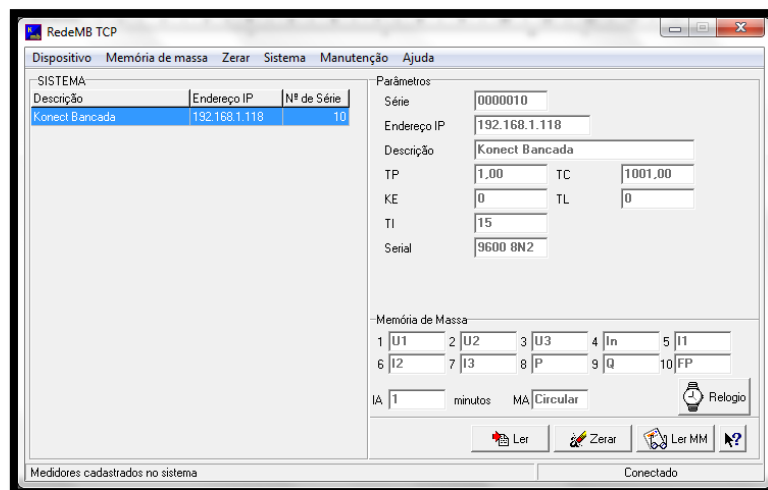 RedeMB TCP
Dispositivo Memória de massa Zerar Sistema Manutenção Ajuda
SISTEMA
Descrição Endereço IP Nº de Série
Konect Bancada 192.168.1.118 10
Parâmetros
Série 0000010
Endereço IP 192.168.1.118
Descrição Konect Bancada
TP 1,00 TC 1001,00
KE 0 TL 0
TI 15
Serial 9600 8N2
Memória de Massa
1 U1 2 U2 3 U3 4 In 5 I1
6 I2 7 I3 8 P 9 Q 10 FP
IA 1 minutos MA Circular Relogio
Ler Zerar Ler MM ?
Medidores cadastrados no sistema Conectado